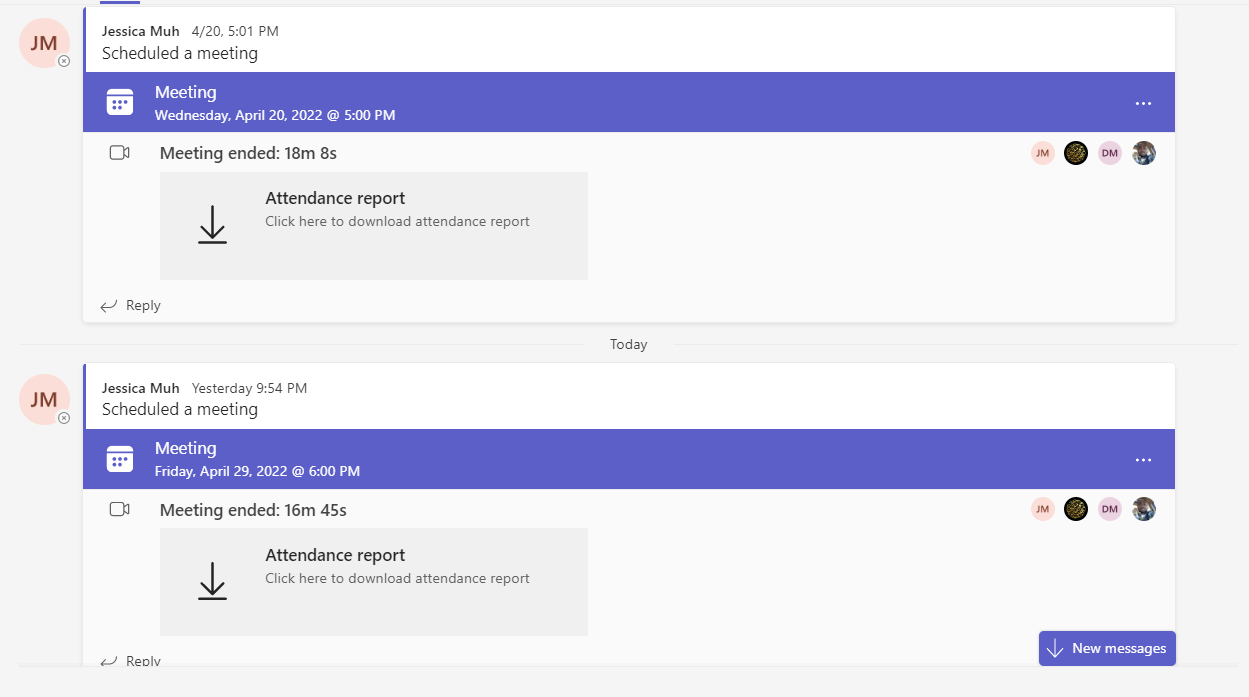 JM
Jessica Muh 4/20, 5:01 PM
Scheduled a meeting
Meeting
Wednesday, April 20, 2022 @ 5:00 PM
...
Meeting ended: 18m 8s
JM DM
Attendance report
Click here to download attendance report
Reply
Today
JM
Jessica Muh Yesterday 9:54 PM
Scheduled a meeting
Meeting
Friday, April 29, 2022 @ 6:00 PM
...
Meeting ended: 16m 45s
JM DM
Attendance report
Click here to download attendance report
New messages
Reply